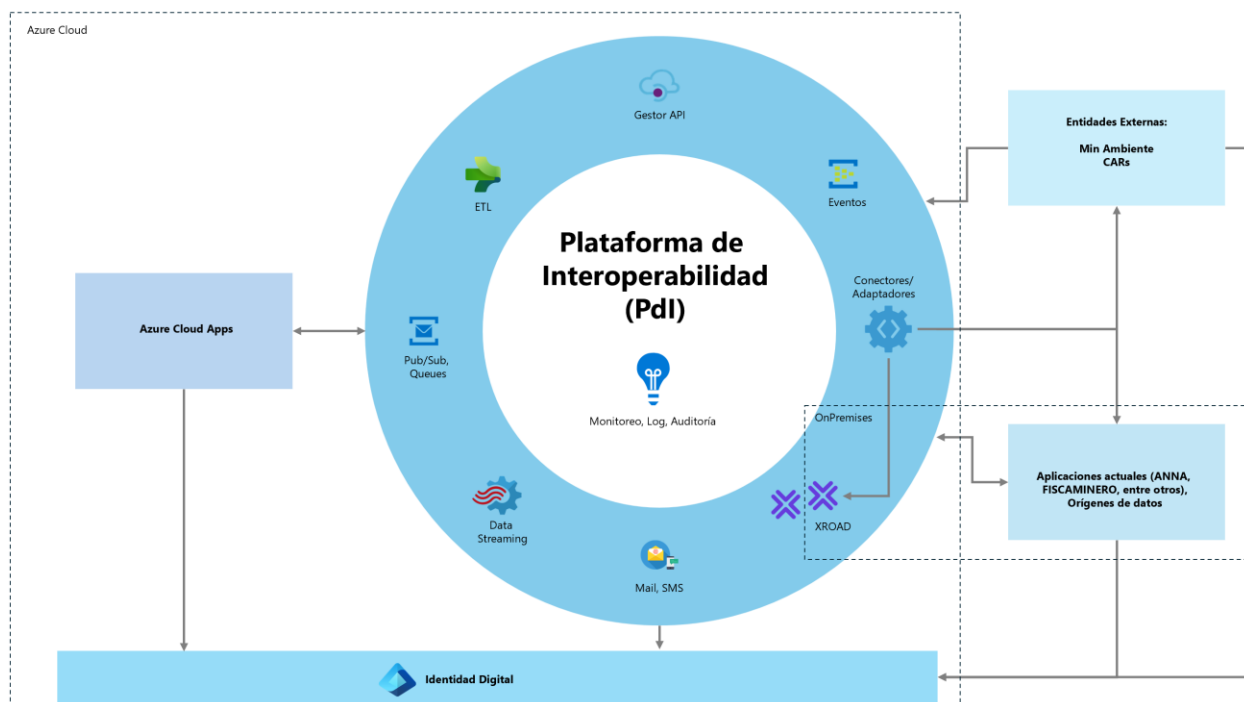 Azure Cloud
Gestor API
ETL
Eventos
Entidades Externas:
Min Ambiente
CARs
Plataforma de
Interoperabilidad
(PdI)
Conectores/
Adaptadores
Azure Cloud Apps
Pub/Sub,
Queues
Monitoreo, Log, Auditoría
OnPremises
Aplicaciones actuales (ANNA,
FISCAMINERO, entre otros),
Orígenes de datos
Data
Streaming
XROAD
Mail, SMS
Identidad Digital